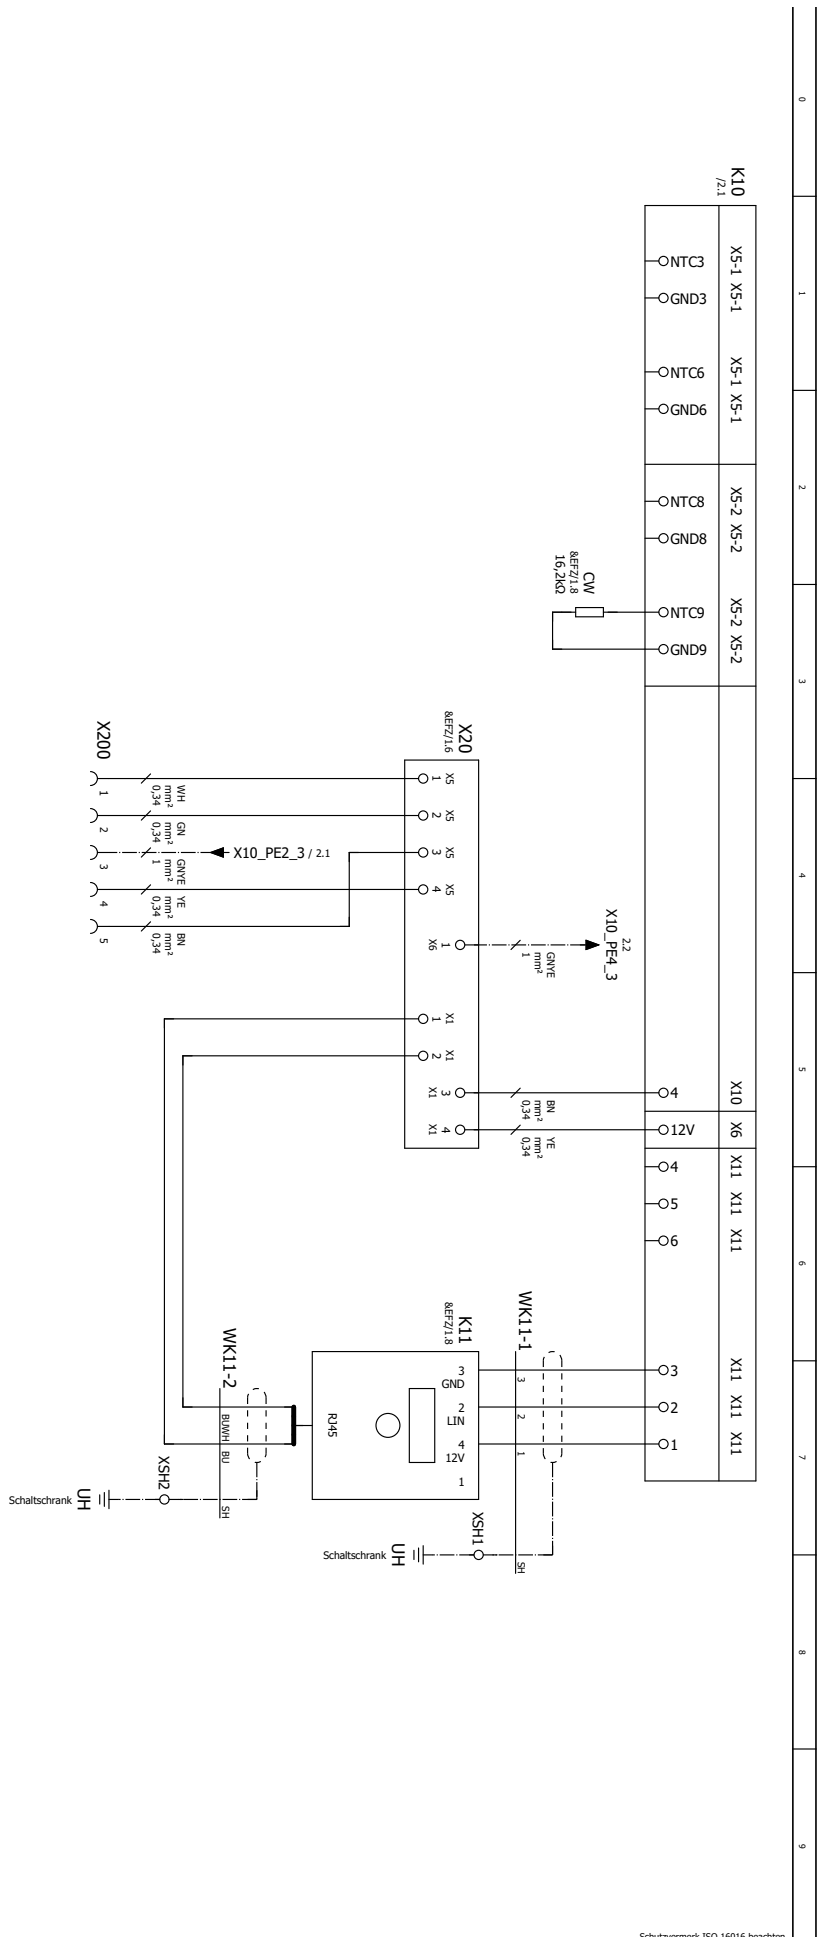 0
1
2
3
4
5
6
7
8
9
K10
/2.1
NTC3 X5-1
GND3 X5-1
NTC6 X5-1
GND6 X5-1
NTC8 X5-2
GND8 X5-2
NTC9 X5-2
GND9 X5-2
4 X10
12V X6
4 X11
5 X11
6 X11
3 X11
2 X11
1 X11
CW
&EFZ/1.8
16,2kΩ
X20
&EFZ/1.6
1 X5
2 X5
3 X5
4 X5
X6 1
1 X1
2 X1
X1 3
X1 4
X200
1
WH
mm²
0,34
2
GN
mm²
0,34
3
GNYE
mm²
1
X10_PE2_3 / 2.1
4
YE
mm²
0,34
5
BN
mm²
0,34
GNYE
mm²
1
2.2
X10_PE4_3
BN
mm²
0,34
YE
mm²
0,34
WK11-1
3
2
1
SH
K11
&EFZ/1.8
3
GND
2
LIN
4
12V
1
RJ45
WK11-2
BUWH
BU
SH
XSH1
UH
Schaltschrank
XSH2
UH
Schaltschrank
Schutzvermerk ISO 16016 beachten